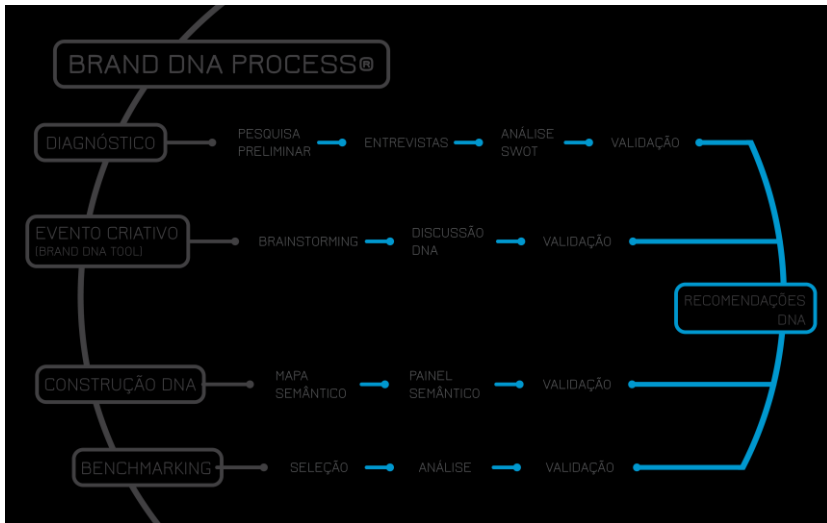 BRAND DNA PROCESS®
DIAGNÓSTICO
PESQUISA
PRELIMINAR
ENTREVISTAS
ANÁLISE
SWOT
VALIDAÇÃO
EVENTO CRIATIVO
(BRAND DNA TOOL)
BRAINSTORMING
DISCUSSÃO
DNA
VALIDAÇÃO
RECOMENDAÇÕES
DNA
CONSTRUÇÃO DNA
MAPA
SEMÂNTICO
PAINEL
SEMÂNTICO
VALIDAÇÃO
BENCHMARKING
SELEÇÃO
ANÁLISE
VALIDAÇÃO